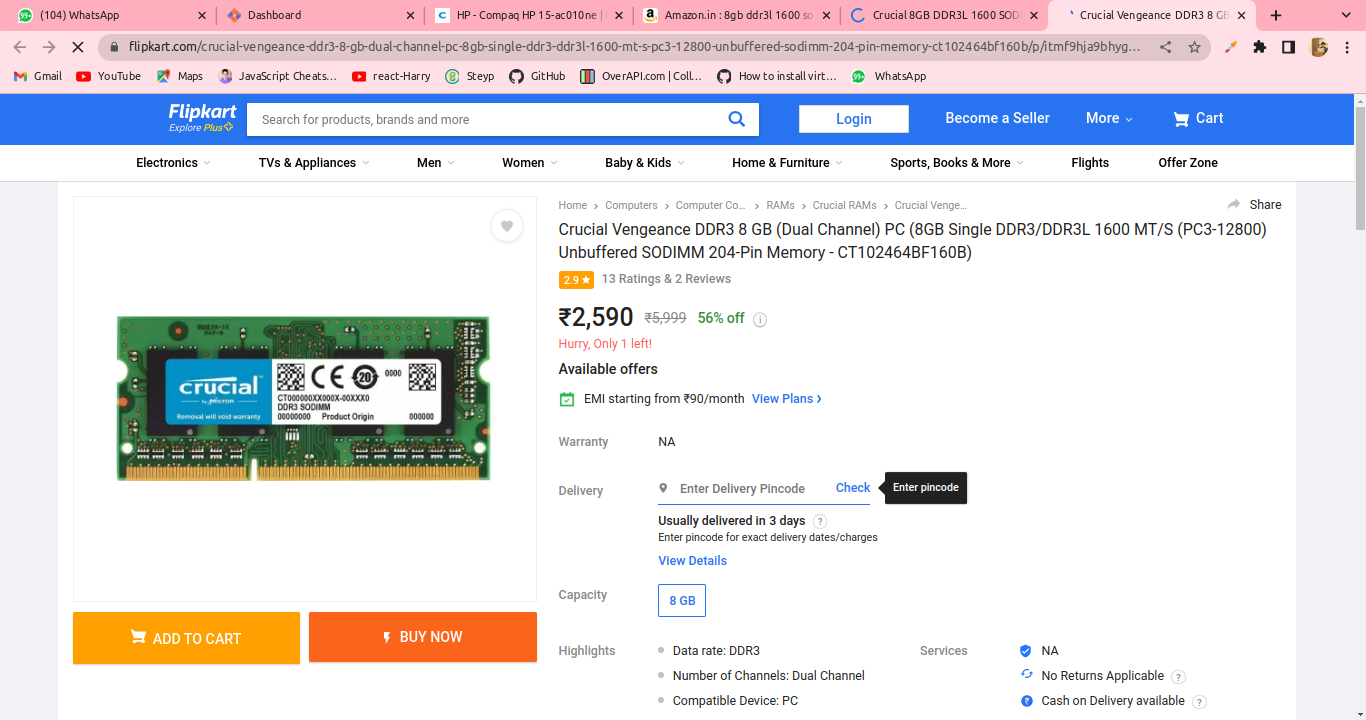 (104) WhatsApp
Dashboard
HP - Compaq HP 15-ac010ne |
Amazon.in : 8gb ddr3l 1600 so
Crucial 8GB DDR3L 1600 SOD
Crucial Vengeance DDR3 8 GB
flipkart.com/crucial-vengeance-ddr3-8-gb-dual-channel-pc-8gb-single-ddr3-ddr3l-1600-mt-s-pc3-12800-unbuffered-sodimm-204-pin-memory-ct102464bf160b/p/itmf9hja9bhyg...
Gmail YouTube Maps JavaScript Cheats... react-Harry Steyp GitHub OverAPI.com | Coll... How to install virt... 99+ WhatsApp
Flipkart
Explore Plus
Search for products, brands and more
Login
Become a Seller
More
Cart
Electronics TVs & Appliances Men Women Baby & Kids Home & Furniture Sports, Books & More Flights Offer Zone
Home > Computers > Computer Co... > RAMs > Crucial RAMs > Crucial Venge...
Share
Crucial Vengeance DDR3 8 GB (Dual Channel) PC (8GB Single DDR3/DDR3L 1600 MT/S (PC3-12800)
Unbuffered SODIMM 204-Pin Memory - CT102464BF160B)
2.9 ★ 13 Ratings & 2 Reviews
₹2,590 ₹5,999 56% off
Hurry, Only 1 left!
Available offers
EMI starting from ₹90/month View Plans ›
Warranty NA
Delivery Enter Delivery Pincode Check Enter pincode
Usually delivered in 3 days ?
Enter pincode for exact delivery dates/charges
View Details
Capacity 8 GB
Highlights
Data rate: DDR3
Number of Channels: Dual Channel
Compatible Device: PC
Services
NA
No Returns Applicable ?
Cash on Delivery available ?
crucial
by Micron
Removal will void warranty
CE 20 0000
CT000000XX000X-00XXX0
DDR3 SODIMM
00000000 Product Origin 000000
ADD TO CART
BUY NOW